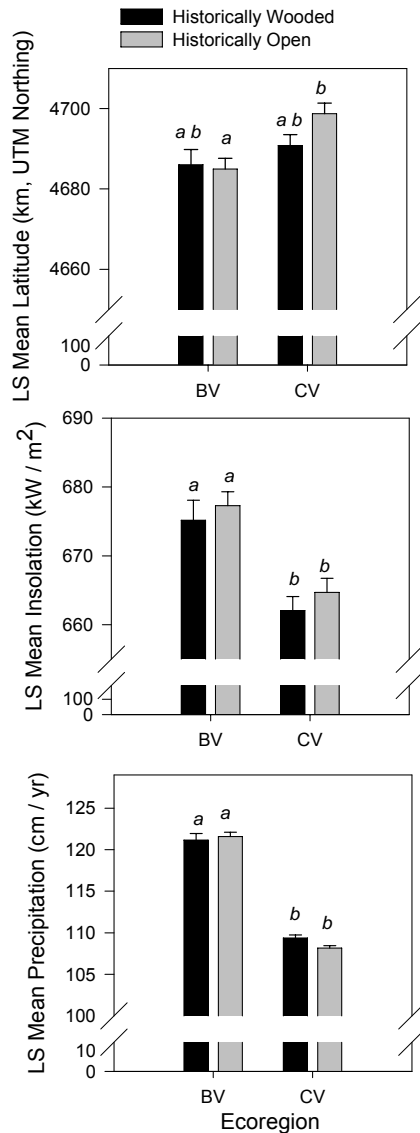 Historically Wooded
Historically Open
LS Mean Latitude (km, UTM Northing)
4700
4680
4660
100
0
a b
a
a b
b
BV
CV
LS Mean Insolation (kW / m²)
690
680
670
660
100
0
a
a
b
b
BV
CV
LS Mean Precipitation (cm / yr)
125
120
115
110
105
100
10
0
a
a
b
b
BV
CV
Ecoregion